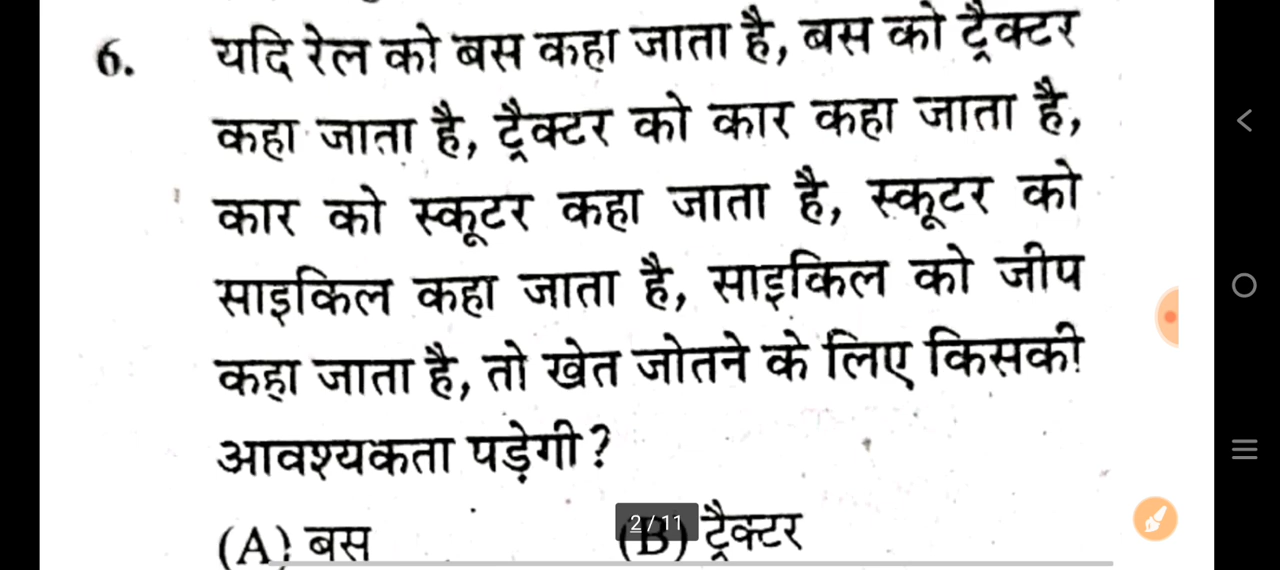 6. यदि रेल को बस कहा जाता है, बस को ट्रैक्टर
कहा जाता है, ट्रैक्टर को कार कहा जाता है,
कार को स्कूटर कहा जाता है, स्कूटर को
साइकिल कहा जाता है, साइकिल को जीप
कहा जाता है, तो खेत जोतने के लिए किसकी
आवश्यकता पड़ेगी?
(A) बस (B) ट्रैक्टर
2/11